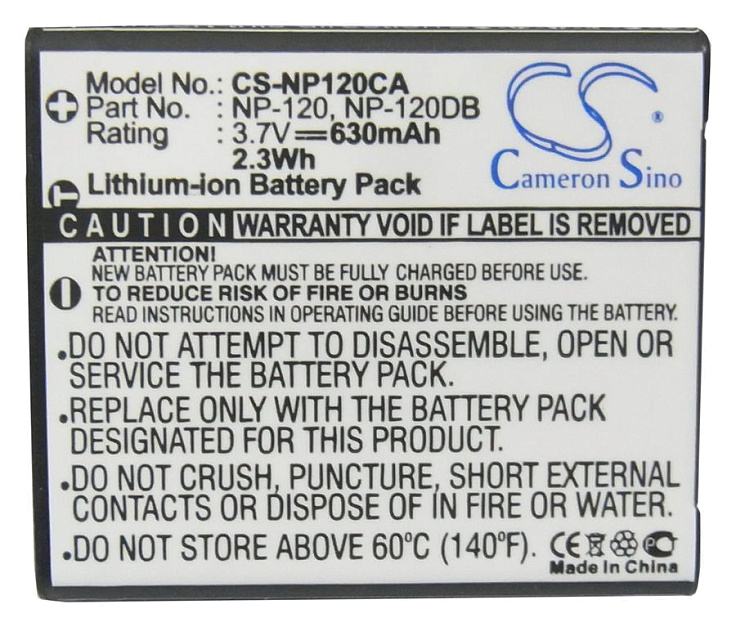 Model No.: CS-NP120CA
Part No. : NP-120, NP-120DB
Rating : 3.7V 630mAh
2.3Wh
Lithium-ion Battery Pack
CS ®
Cameron Sino
CAUTION WARRANTY VOID IF LABEL IS REMOVED
ATTENTION!
NEW BATTERY PACK MUST BE FULLY CHARGED BEFORE USE.
TO REDUCE RISK OF FIRE OR BURNS
READ INSTRUCTIONS IN OPERATING GUIDE BEFORE USING THE BATTERY.
.DO NOT ATTEMPT TO DISASSEMBLE, OPEN OR
SERVICE THE BATTERY PACK.
.REPLACE ONLY WITH THE BATTERY PACK
DESIGNATED FOR THIS PRODUCT.
.DO NOT CRUSH, PUNCTURE, SHORT EXTERNAL
CONTACTS OR DISPOSE OF IN FIRE OR WATER.
.DO NOT STORE ABOVE 60°C (140°F). CE
Made In China